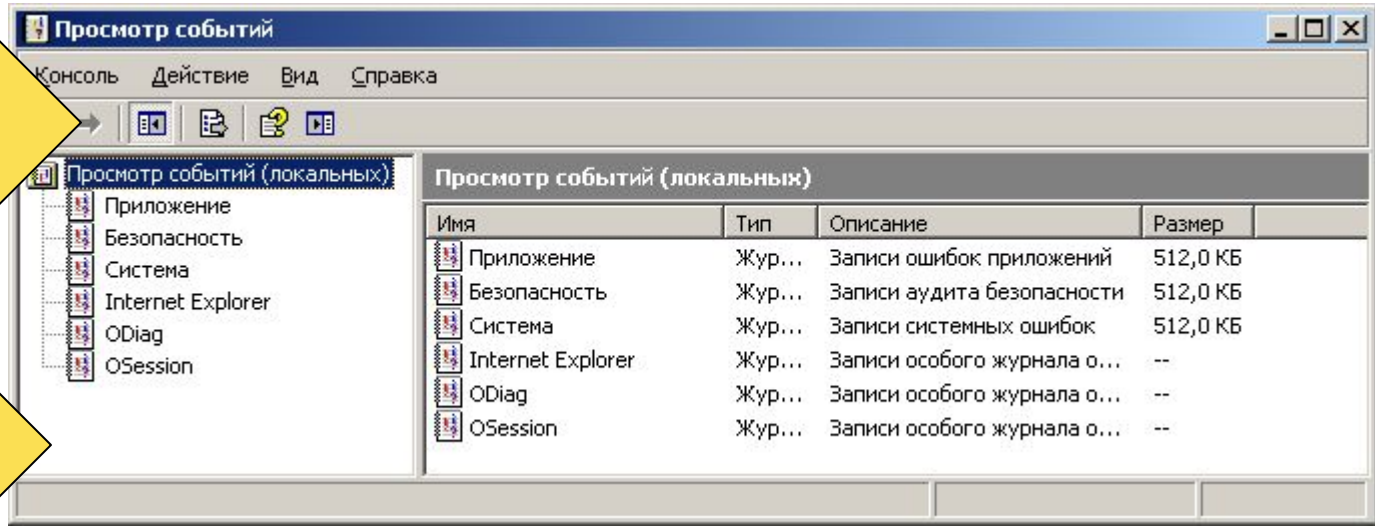 Просмотр событий
Консоль Действие Вид Справка
Просмотр событий (локальных)
Приложение
Безопасность
Система
Internet Explorer
ODiag
OSession
Просмотр событий (локальных)
Имя Тип Описание Размер
Приложение Жур... Записи ошибок приложений 512,0 КБ
Безопасность Жур... Записи аудита безопасности 512,0 КБ
Система Жур... Записи системных ошибок 512,0 КБ
Internet Explorer Жур... Записи особого журнала о... --
ODiag Жур... Записи особого журнала о... --
OSession Жур... Записи особого журнала о... --